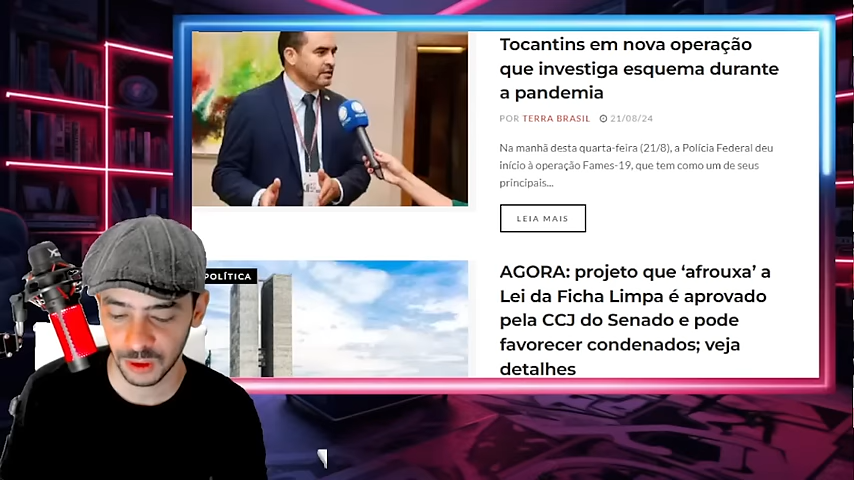 Tocantins em nova operação
que investiga esquema durante
a pandemia
POR TERRA BRASIL 21/08/24
Na manhã desta quarta-feira (21/8), a Polícia Federal deu
início à operação Fames-19, que tem como um de seus
principais...
LEIA MAIS
POLÍTICA
AGORA: projeto que ‘afrouxa’ a
Lei da Ficha Limpa é aprovado
pela CCJ do Senado e pode
favorecer condenados; veja
detalhes